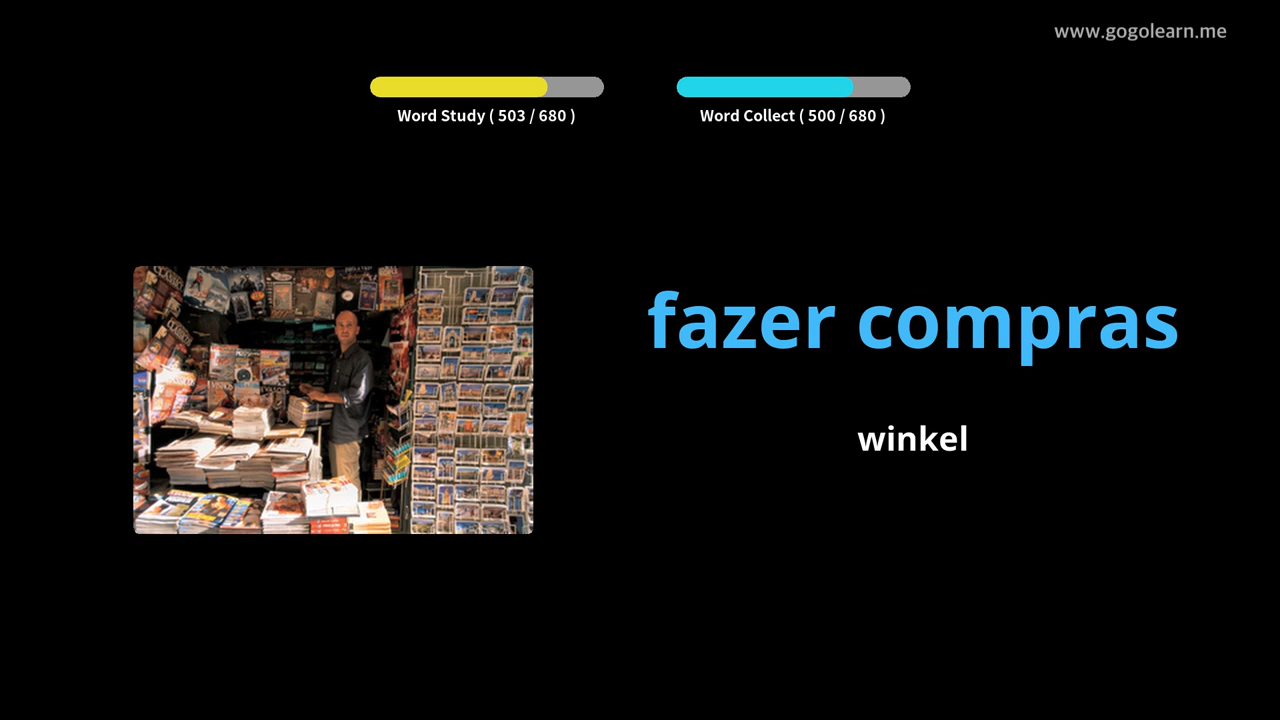 www.gogolearn.me
Word Study ( 503 / 680 )
Word Collect ( 500 / 680 )
fazer compras
winkel